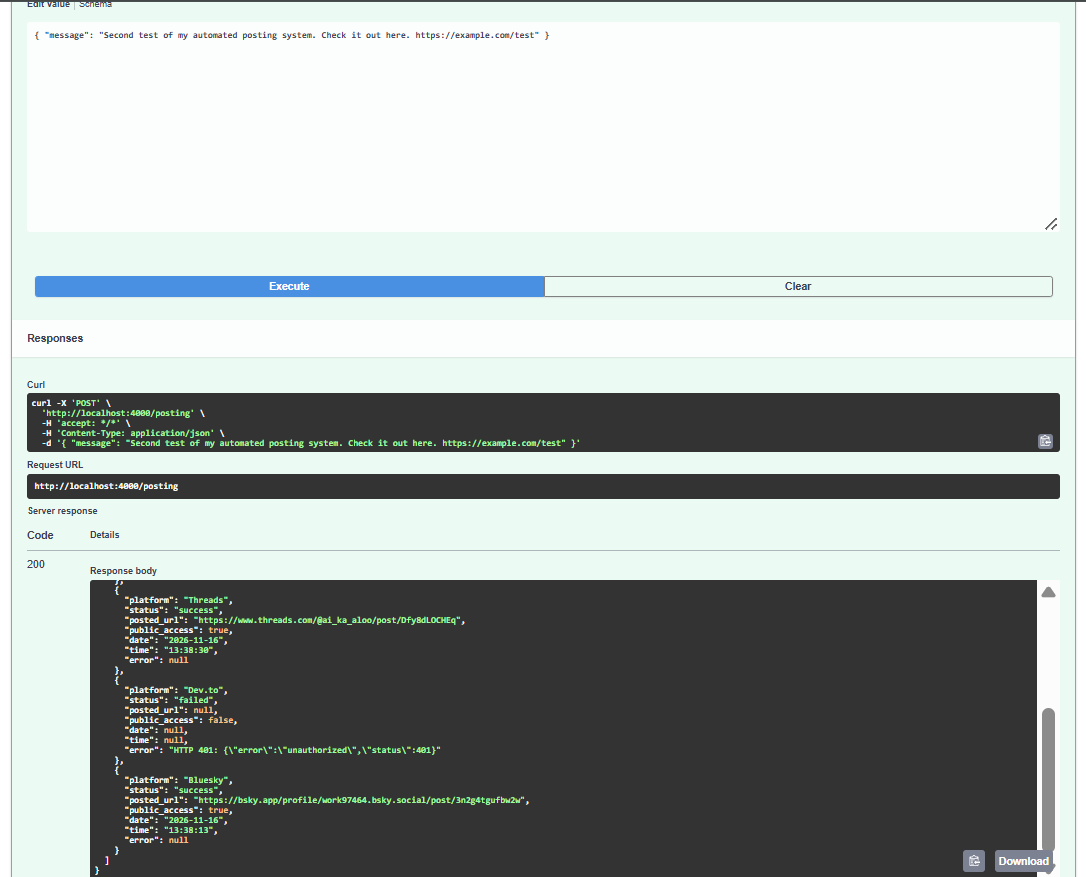 Edit Value | Schema
{ "message": "Second test of my automated posting system. Check it out here. https://example.com/test" }
Execute
Clear
Responses
Curl
curl -X 'POST' \
'http://localhost:4000/posting' \
-H 'accept: */*' \
-H 'Content-Type: application/json' \
-d '{ "message": "Second test of my automated posting system. Check it out here. https://example.com/test" }'
Request URL
http://localhost:4000/posting
Server response
Code
Details
200
Response body
},
{
"platform": "Threads",
"status": "success",
"posted_url": "https://www.threads.com/@ai_ka_aloo/post/Dfy8dLOCHEq",
"public_access": true,
"date": "2026-11-16",
"time": "13:38:30",
"error": null
},
{
"platform": "Dev.to",
"status": "failed",
"posted_url": null,
"public_access": false,
"date": null,
"time": null,
"error": "HTTP 401: {\"error\":\"unauthorized\",\"status\":401}"
},
{
"platform": "Bluesky",
"status": "success",
"posted_url": "https://bsky.app/profile/work97464.bsky.social/post/3n2g4tgufbw2w",
"public_access": true,
"date": "2026-11-16",
"time": "13:38:13",
"error": null
}
]
}
Download